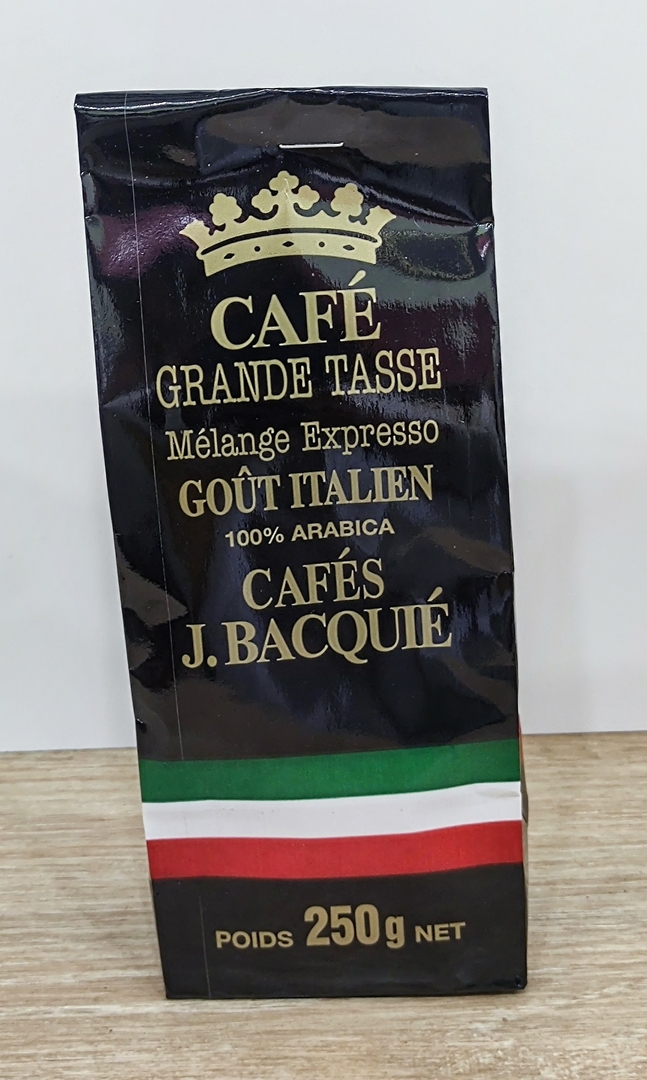 CAFÉ
GRANDE TASSE
Mélange Expresso
GOÛT ITALIEN
100% ARABICA
CAFÉS
J. BACQUIÉ
POIDS 250g NET